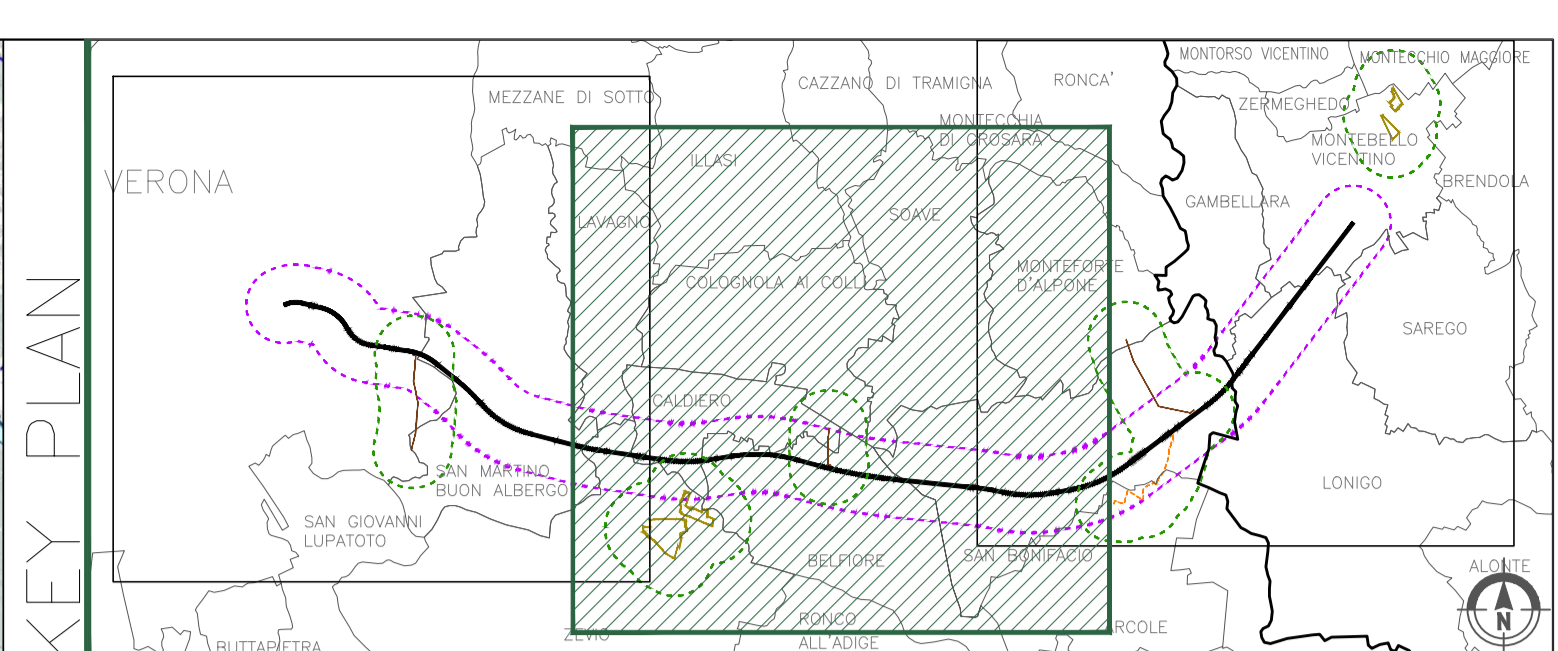 KEY PLAN
MONTORSO VICENTINO
MONTECCHIO MAGGIORE
CAZZANO DI TRAMIGNA
RONCA'
MEZZANE DI SOTTO
ZERMEGHEDO
MONTECCHIA
DI CROSARA
MONTEBELLO
VICENTINO
ILLASI
VERONA
BRENDOLA
GAMBELLARA
LAVAGNO
SOAVE
MONTEFORTE
D'ALPONE
COLOGNOLA AI COLLI
SAREGO
CALDIERO
SAN MARTINO
BUON ALBERGO
LONIGO
SAN GIOVANNI
LUPATOTO
BELFIORE
SAN BONIFACIO
ALONTE
N
RONCO
ALL'ADIGE
ARCOLE
ZEVIO
BUTTAPIETRA